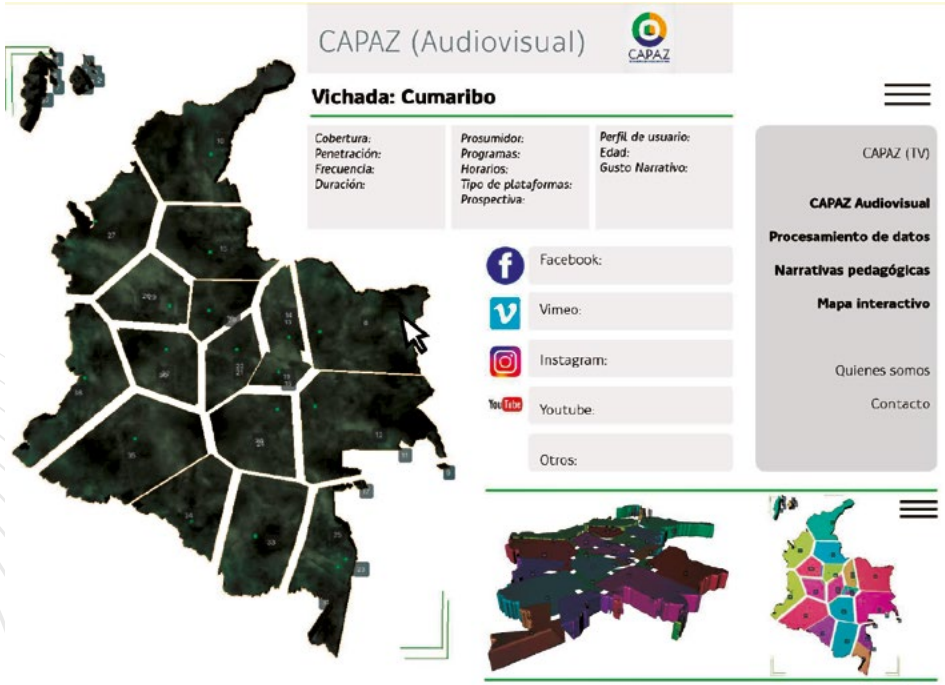 CAPAZ (Audiovisual)
CAPAZ
Vichada: Cumaribo
Cobertura:
Penetración:
Frecuencia:
Duración:
Prosumidor:
Programas:
Horarios:
Tipo de plataformas:
Prospectiva:
Perfil de usuario:
Edad:
Gusto Narrativo:
Facebook:
Vimeo:
Instagram:
YouTube
Youtube:
Otros:
CAPAZ (TV)
CAPAZ Audiovisual
Procesamiento de datos
Narrativas pedagógicas
Mapa interactivo
Quienes somos
Contacto